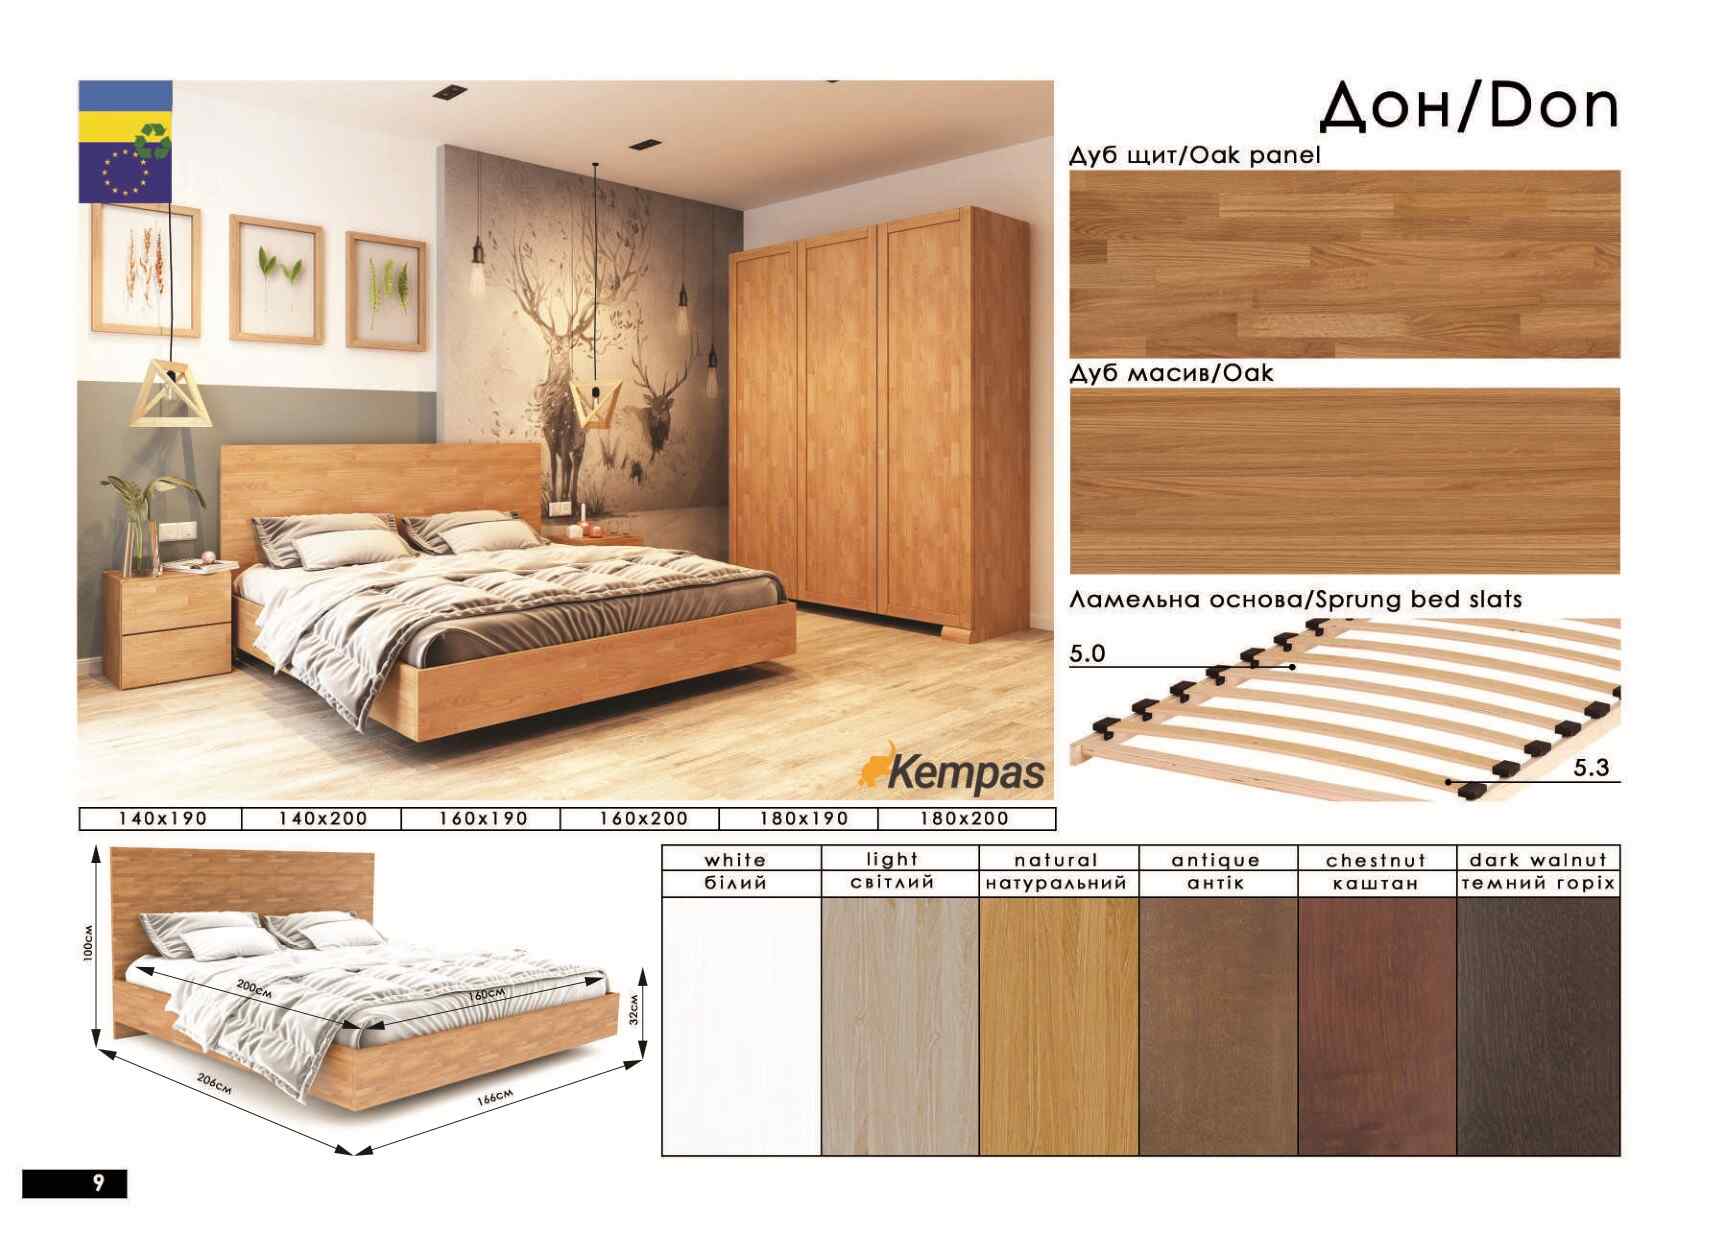 Дон/Don
Дуб щит/Oak panel
Дуб масив/Oak
Ламельна основа/Sprung bed slats
5.0
5.3
Kempas
140x190 140x200 160x190 160x200 180x190 180x200
100см
200см
160см
32см
206см
166см
white light natural antique chestnut dark walnut
білий світлий натуральний антік каштан темний горіх
9